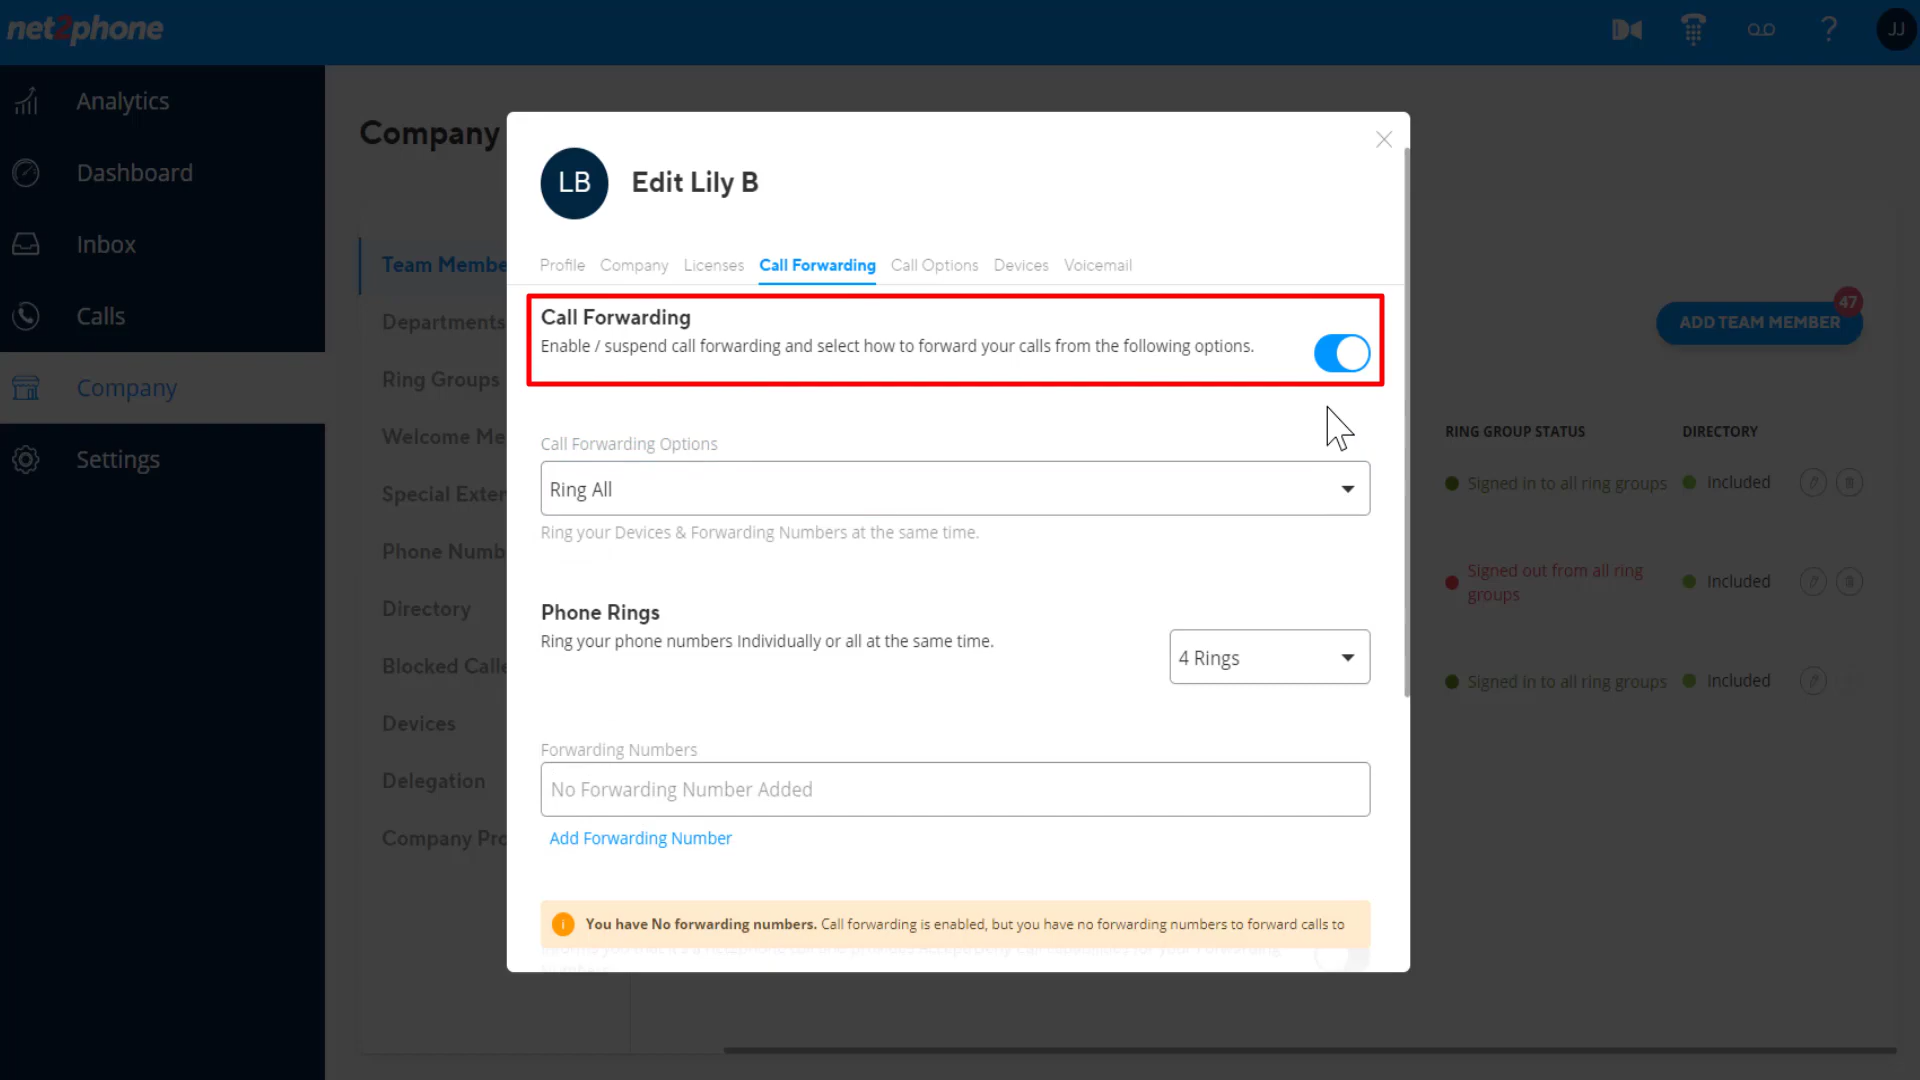 net2phone
JJ
Analytics
Dashboard
Inbox
Calls
Company
Settings
Company
Team Membe
Departments
Ring Groups
Welcome Me
Special Exter
Phone Numb
Directory
Blocked Calle
Devices
Delegation
Company Pro
LB
Edit Lily B
Profile Company Licenses Call Forwarding Call Options Devices Voicemail
Call Forwarding
Enable / suspend call forwarding and select how to forward your calls from the following options.
Call Forwarding Options
Ring All
Ring your Devices & Forwarding Numbers at the same time.
Phone Rings
Ring your phone numbers Individually or all at the same time.
4 Rings
Forwarding Numbers
No Forwarding Number Added
Add Forwarding Number
You have No forwarding numbers. Call forwarding is enabled, but you have no forwarding numbers to forward calls to
47
ADD TEAM MEMBER
RING GROUP STATUS DIRECTORY
Signed in to all ring groups Included
Signed out from all ring
groups
Included
Signed in to all ring groups Included